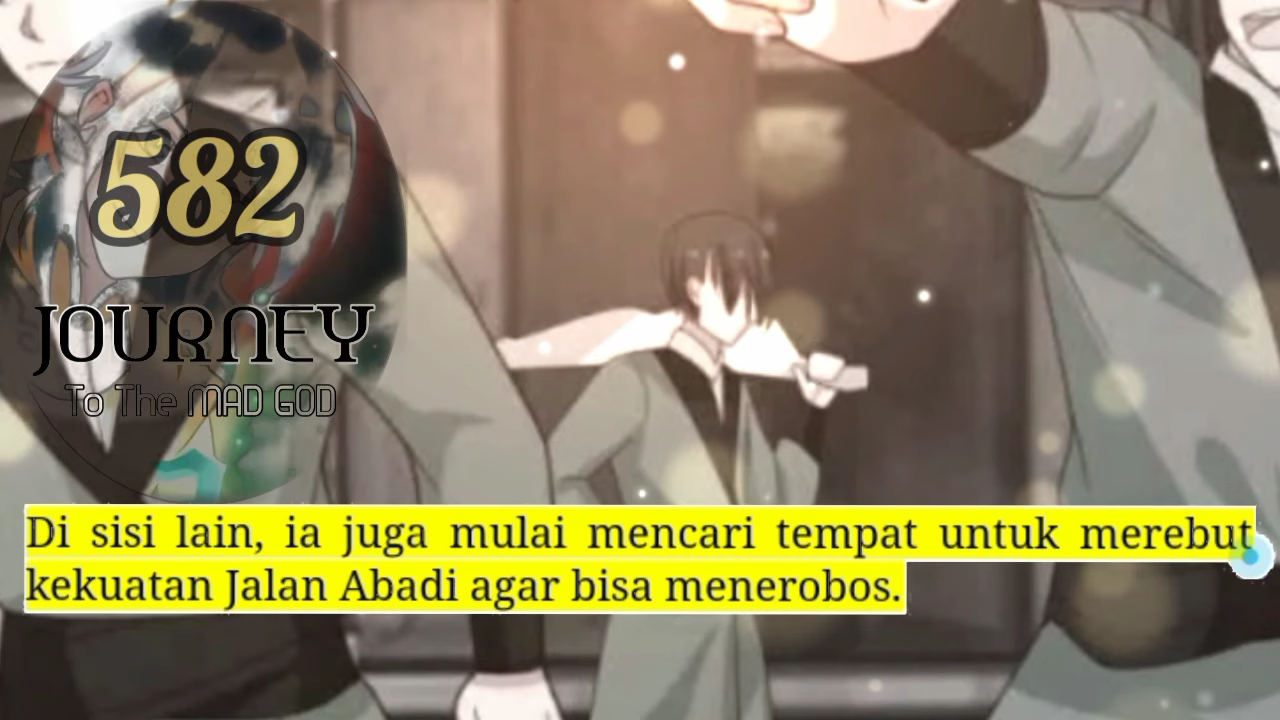 582
JOURNEY
To The MAD GOD
Di sisi lain, ia juga mulai mencari tempat untuk merebut
kekuatan Jalan Abadi agar bisa menerobos.